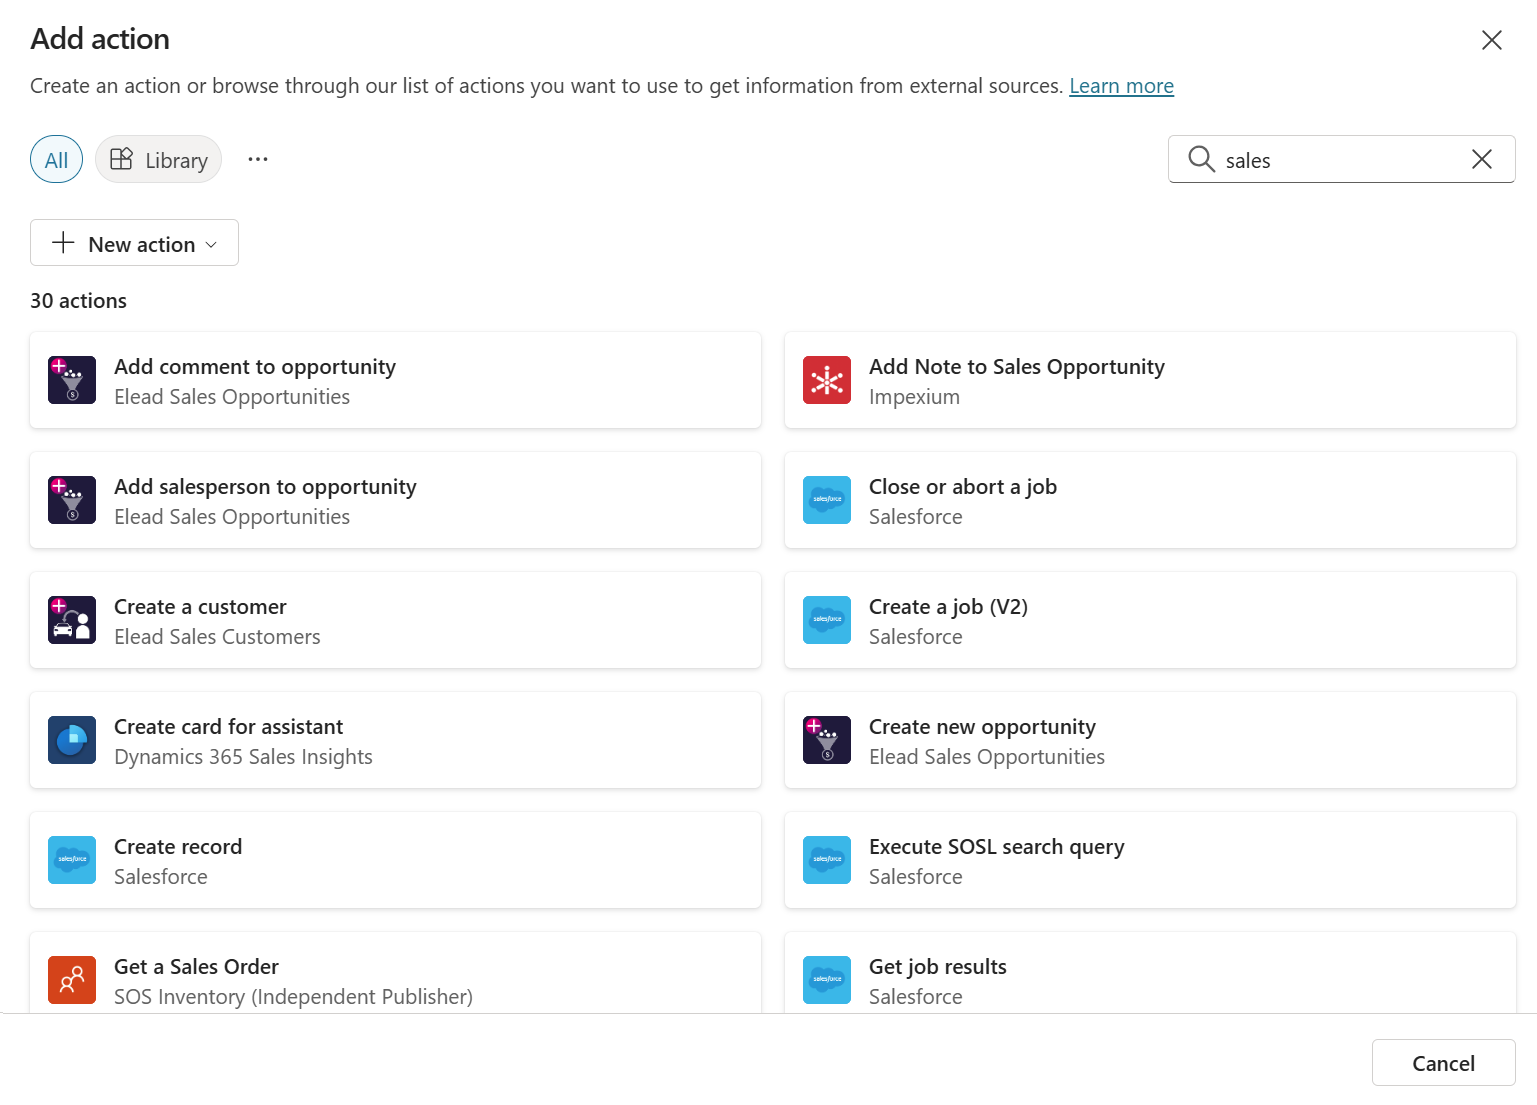 Add action
Create an action or browse through our list of actions you want to use to get information from external sources. Learn more
All
Library
sales
New action
30 actions
Add comment to opportunity
Elead Sales Opportunities
Add Note to Sales Opportunity
Impexium
Add salesperson to opportunity
Elead Sales Opportunities
salesforce
Close or abort a job
Salesforce
Create a customer
Elead Sales Customers
salesforce
Create a job (V2)
Salesforce
Create card for assistant
Dynamics 365 Sales Insights
Create new opportunity
Elead Sales Opportunities
salesforce
Create record
Salesforce
salesforce
Execute SOSL search query
Salesforce
Get a Sales Order
SOS Inventory (Independent Publisher)
salesforce
Get job results
Salesforce
Cancel